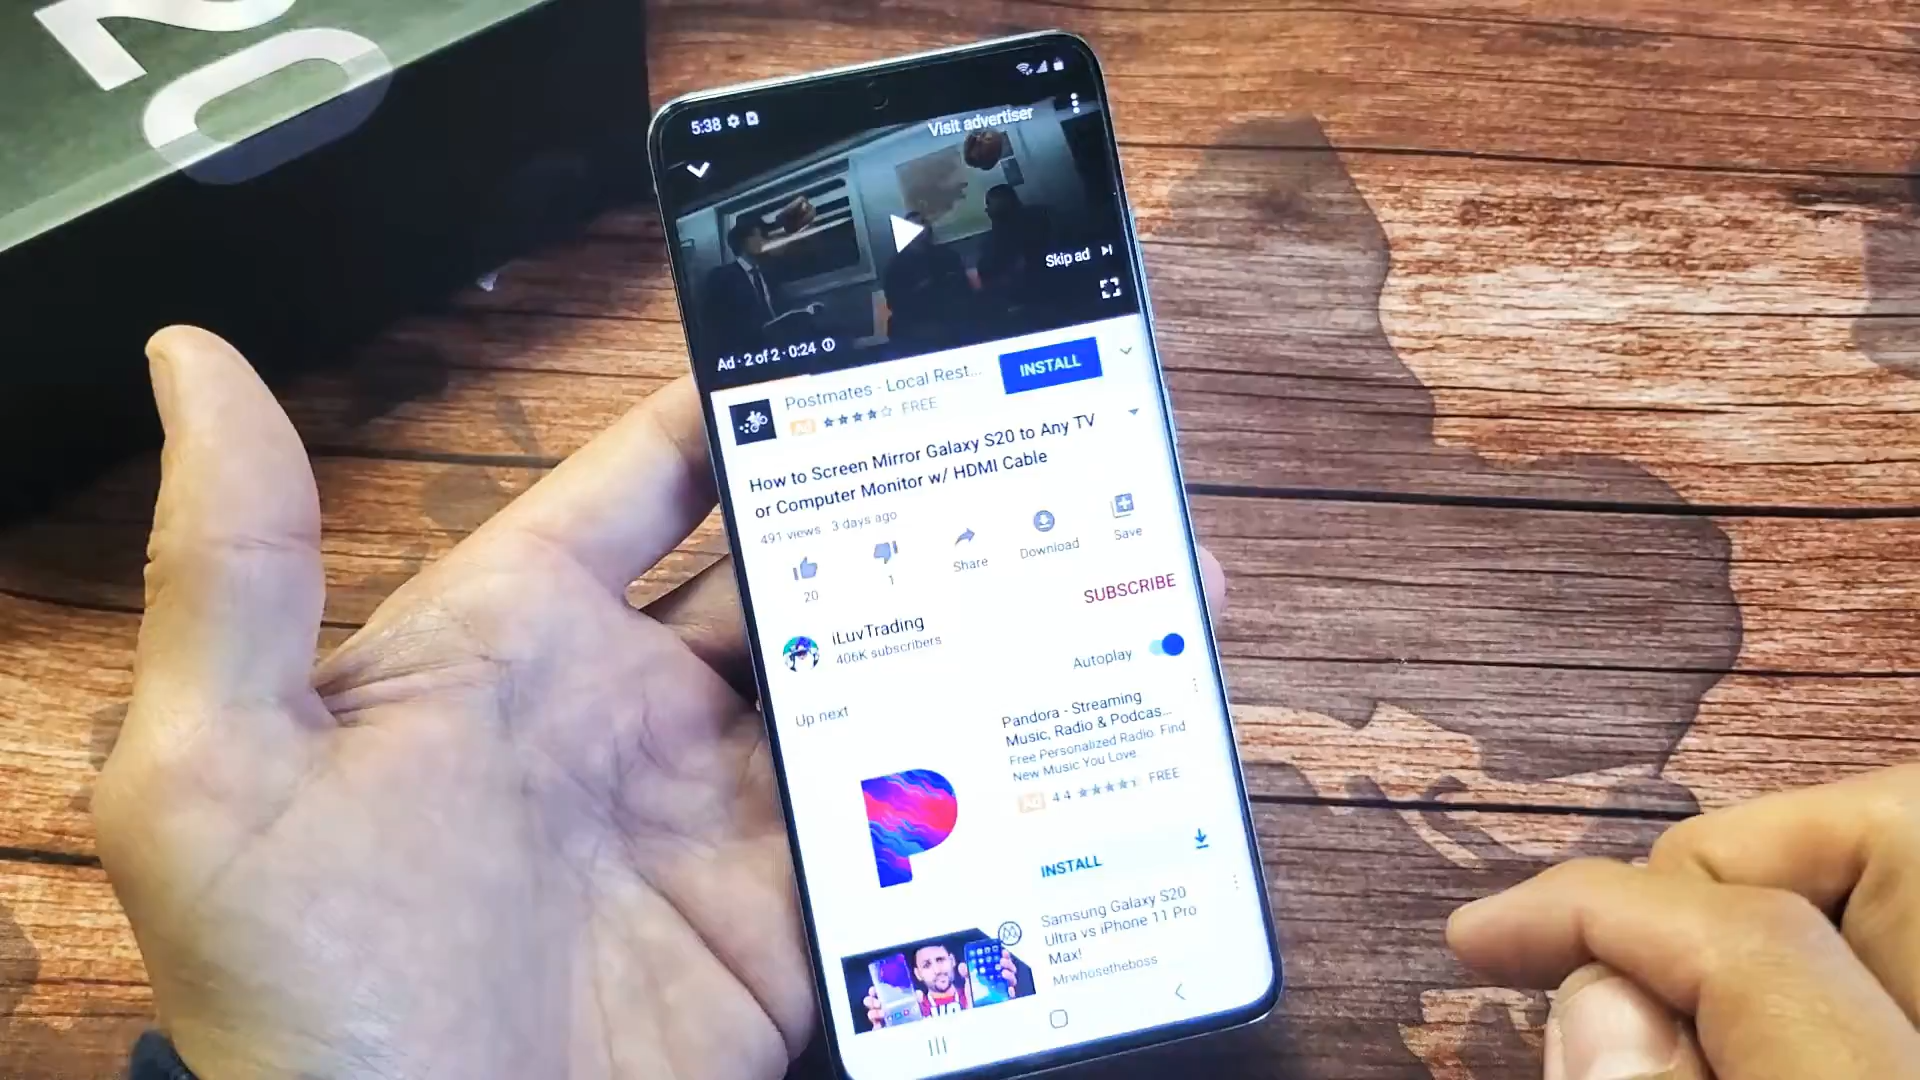 20
5:38
Visit advertiser
Skip ad
Ad · 2 of 2 · 0:24
Postmates - Local Rest...
INSTALL
Ad
FREE
How to Screen Mirror Galaxy S20 to Any TV
or Computer Monitor w/ HDMI Cable
491 views 3 days ago
20
1
Share
Download
Save
iLuvTrading
406K subscribers
SUBSCRIBE
Autoplay
Up next
Pandora - Streaming
Music, Radio & Podcas...
Free Personalized Radio. Find
New Music You Love.
Ad 4.4 FREE
INSTALL
Samsung Galaxy S20
Ultra vs iPhone 11 Pro
Max!
Mrwhosetheboss